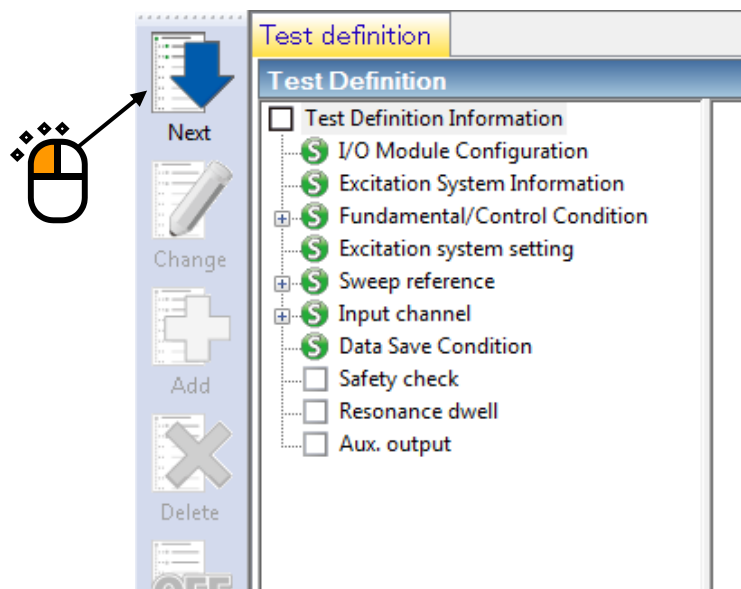 Test definition
Test Definition
Next
Change
Add
Delete
OFF
Test Definition Information
S I/O Module Configuration
S Excitation System Information
S Fundamental/Control Condition
S Excitation system setting
S Sweep reference
S Input channel
S Data Save Condition
Safety check
Resonance dwell
Aux. output